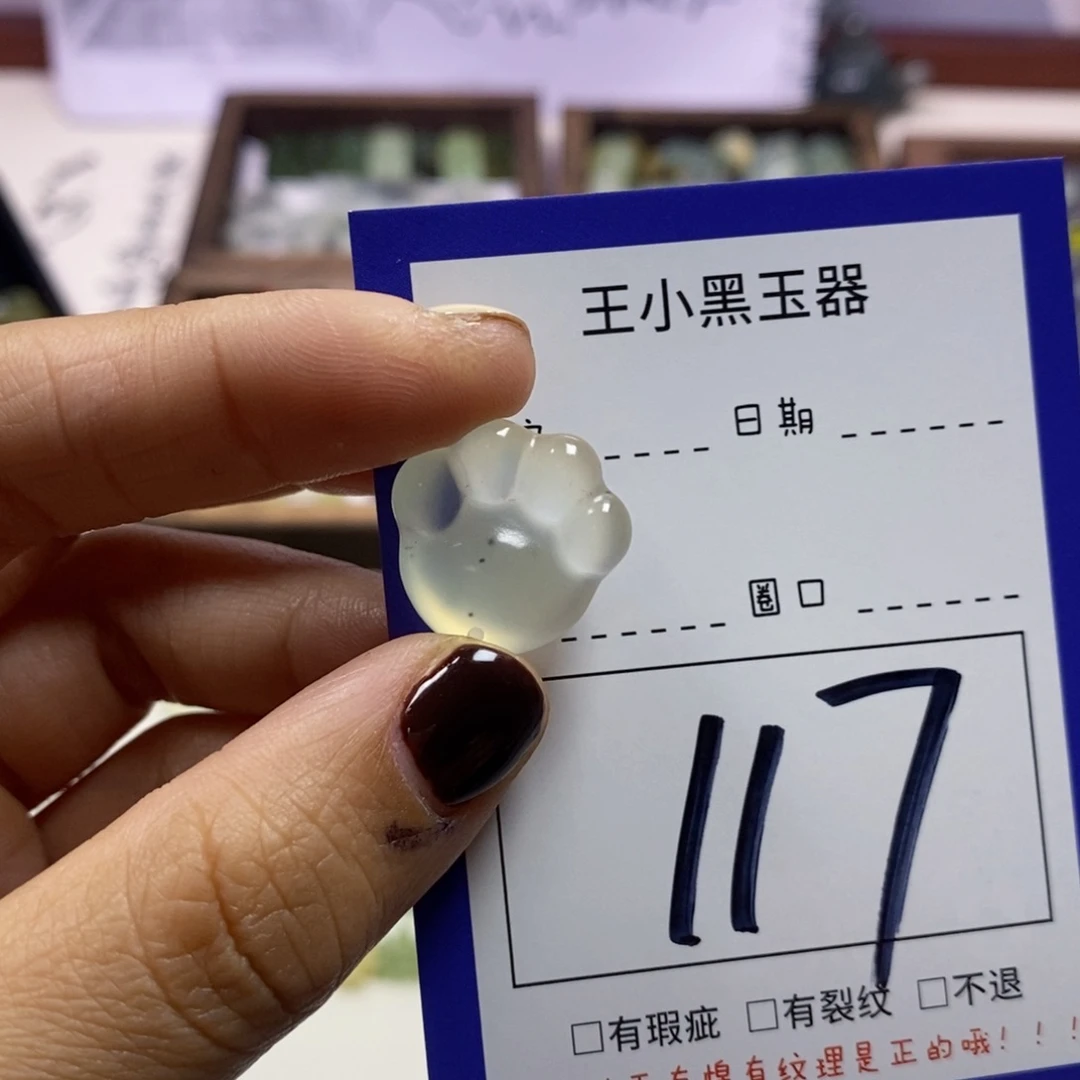 王小黑玉器
日期
圈口
117
□有瑕疵 □有裂纹 □不退
有棉有纹理是正的哦！！！